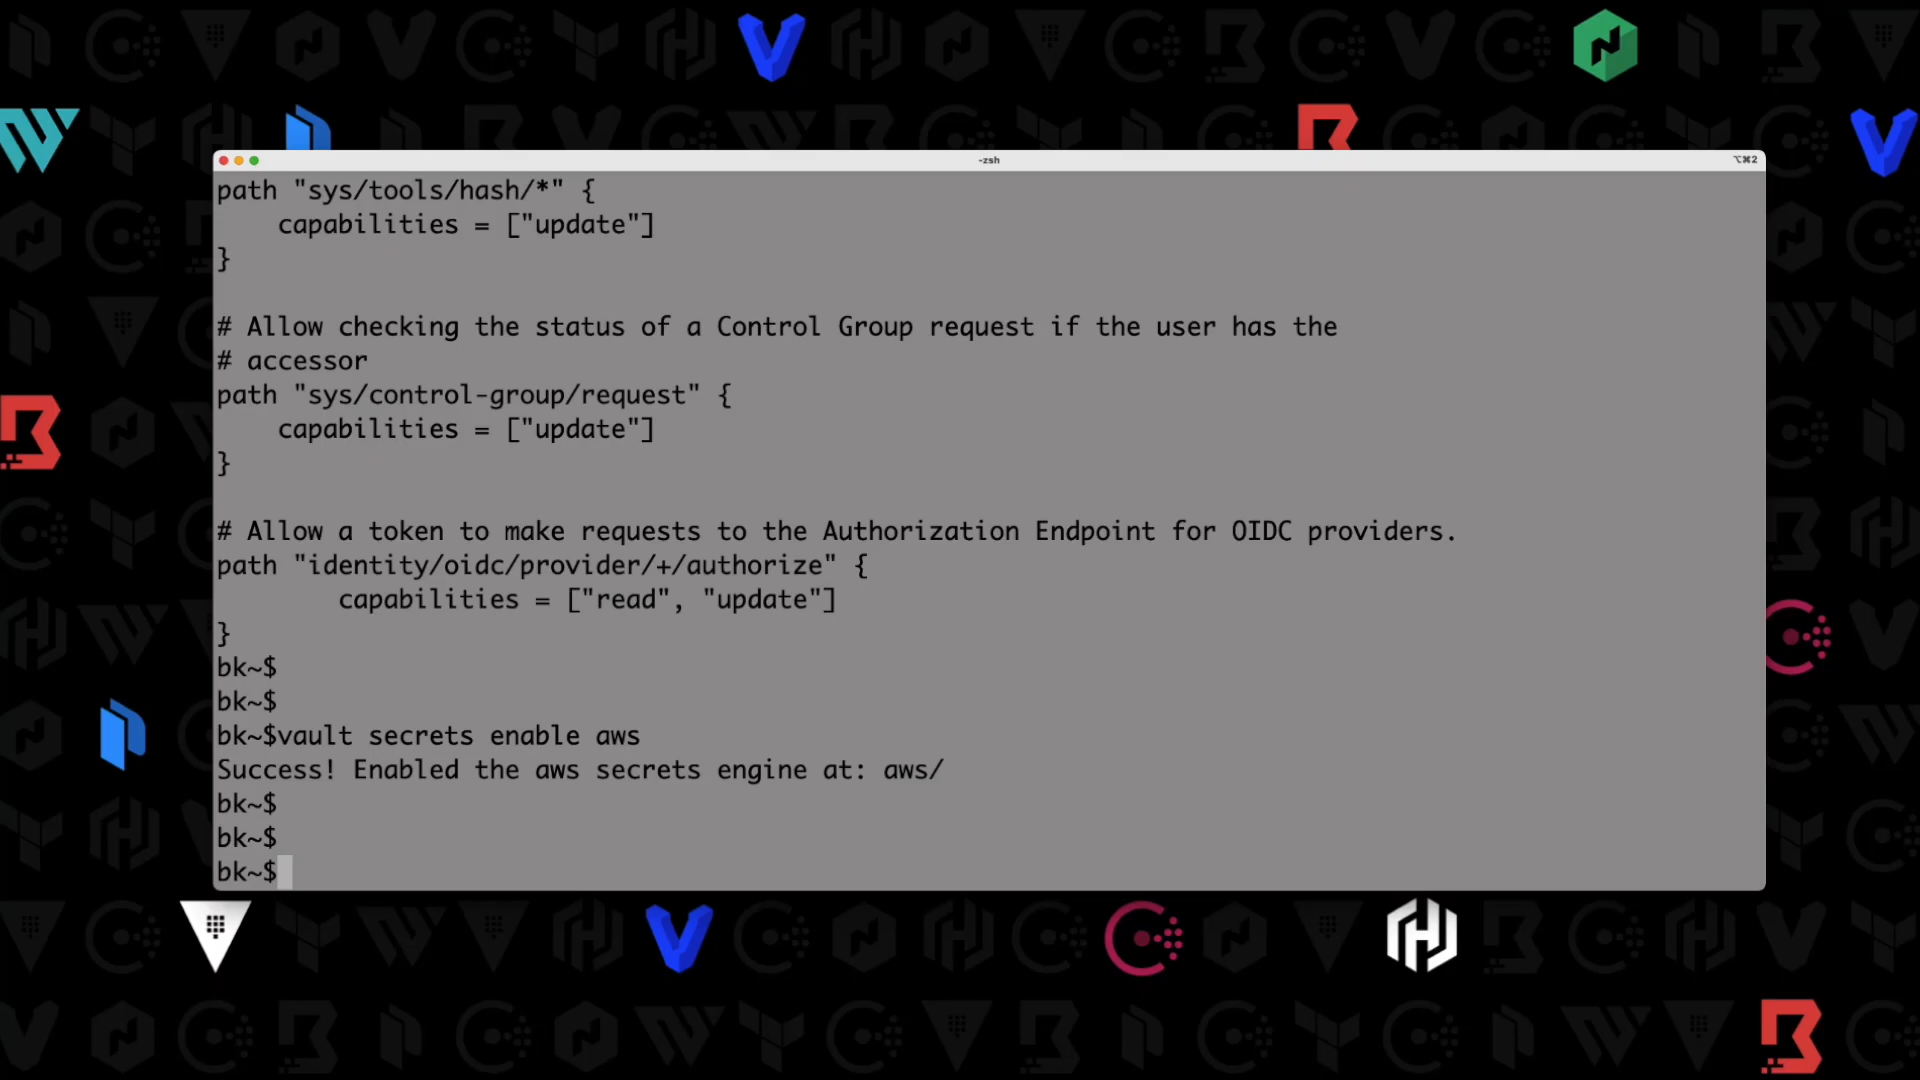 -zsh
⌥⌘2
path "sys/tools/hash/*" {
    capabilities = ["update"]
}
# Allow checking the status of a Control Group request if the user has the
# accessor
path "sys/control-group/request" {
    capabilities = ["update"]
}
# Allow a token to make requests to the Authorization Endpoint for OIDC providers.
path "identity/oidc/provider/+/authorize" {
        capabilities = ["read", "update"]
}
bk~$
bk~$
bk~$vault secrets enable aws
Success! Enabled the aws secrets engine at: aws/
bk~$
bk~$
bk~$